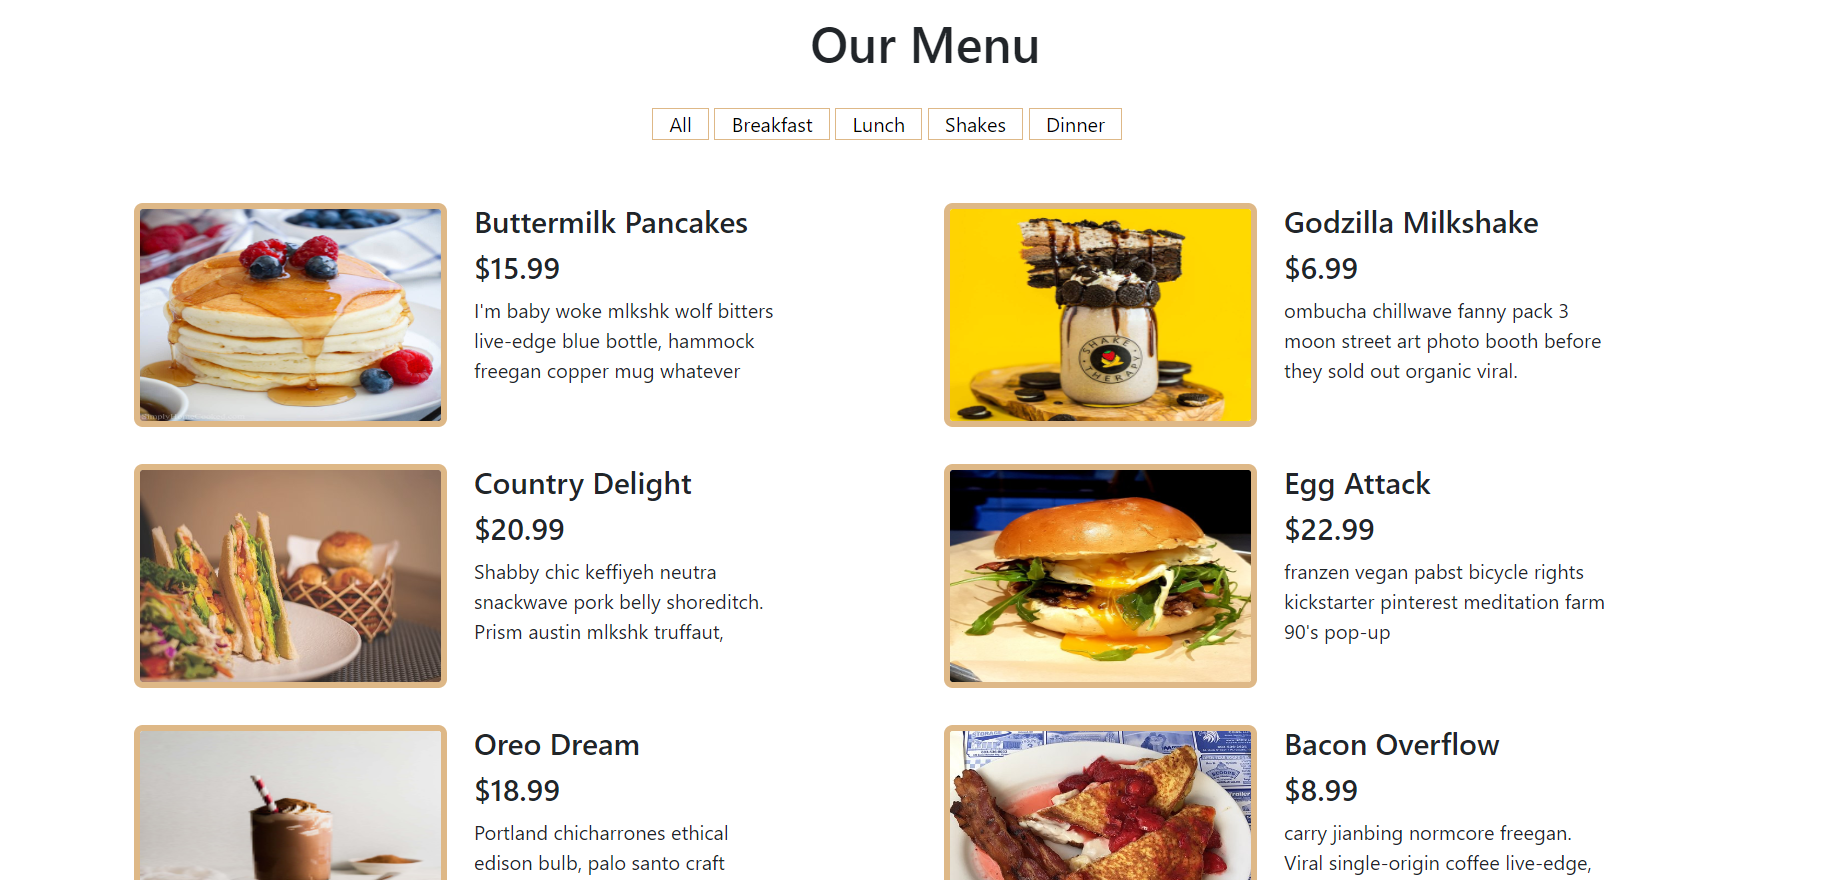 Our Menu
All Breakfast Lunch Shakes Dinner
Buttermilk Pancakes
$15.99
I'm baby woke mlkshk wolf bitters
live-edge blue bottle, hammock
freegan copper mug whatever
Godzilla Milkshake
$6.99
ombucha chillwave fanny pack 3
moon street art photo booth before
they sold out organic viral.
SHAKE THERAPY
Country Delight
$20.99
Shabby chic keffiyeh neutra
snackwave pork belly shoreditch.
Prism austin mlkshk truffaut,
Egg Attack
$22.99
franzen vegan pabst bicycle rights
kickstarter pinterest meditation farm
90's pop-up
Oreo Dream
$18.99
Portland chicharrones ethical
edison bulb, palo santo craft
Bacon Overflow
$8.99
carry jianbing normcore freegan.
Viral single-origin coffee live-edge,